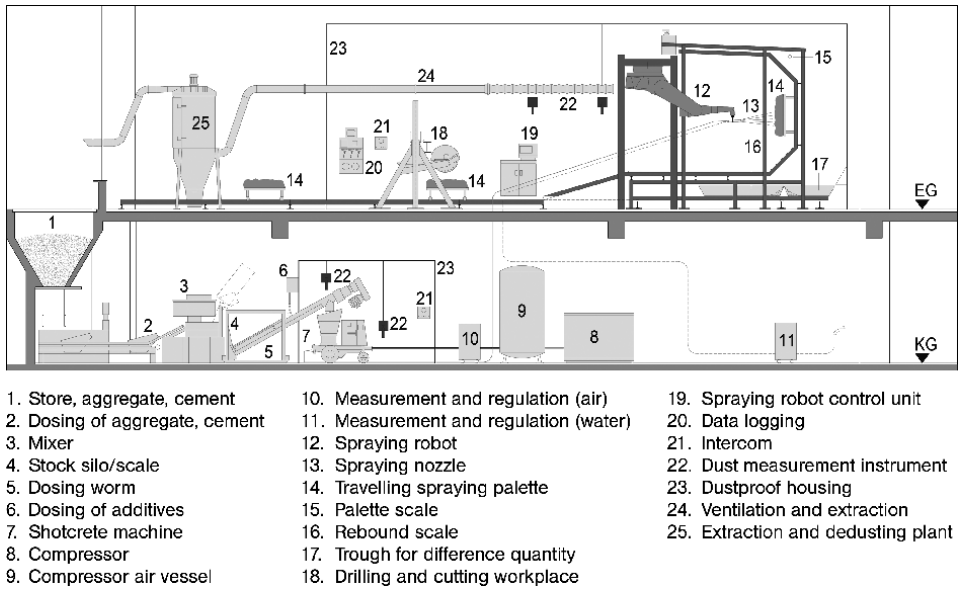 23
24
15
12
14
13
22
25
21
18
19
20
16
17
14
14
EG
1
6
22
23
3
21
9
22
2
4
7
10
8
11
5
KG
1. Store, aggregate, cement
2. Dosing of aggregate, cement
3. Mixer
4. Stock silo/scale
5. Dosing worm
6. Dosing of additives
7. Shotcrete machine
8. Compressor
9. Compressor air vessel
10. Measurement and regulation (air)
11. Measurement and regulation (water)
12. Spraying robot
13. Spraying nozzle
14. Travelling spraying palette
15. Palette scale
16. Rebound scale
17. Trough for difference quantity
18. Drilling and cutting workplace
19. Spraying robot control unit
20. Data logging
21. Intercom
22. Dust measurement instrument
23. Dustproof housing
24. Ventilation and extraction
25. Extraction and dedusting plant